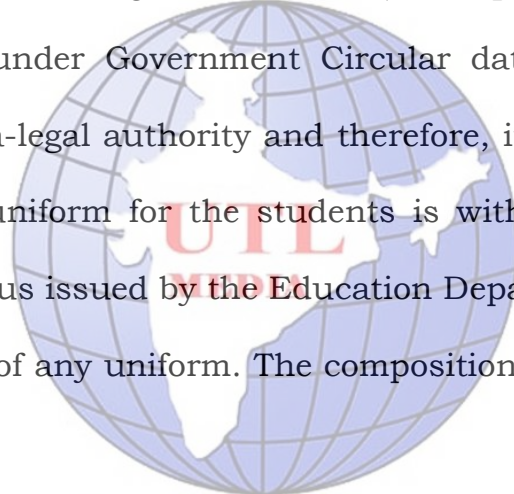 under Government Circular dat
-legal authority and therefore, i
uniform for the students is with
us issued by the Education Depa
of any uniform. The composition
UTL
MEDIA